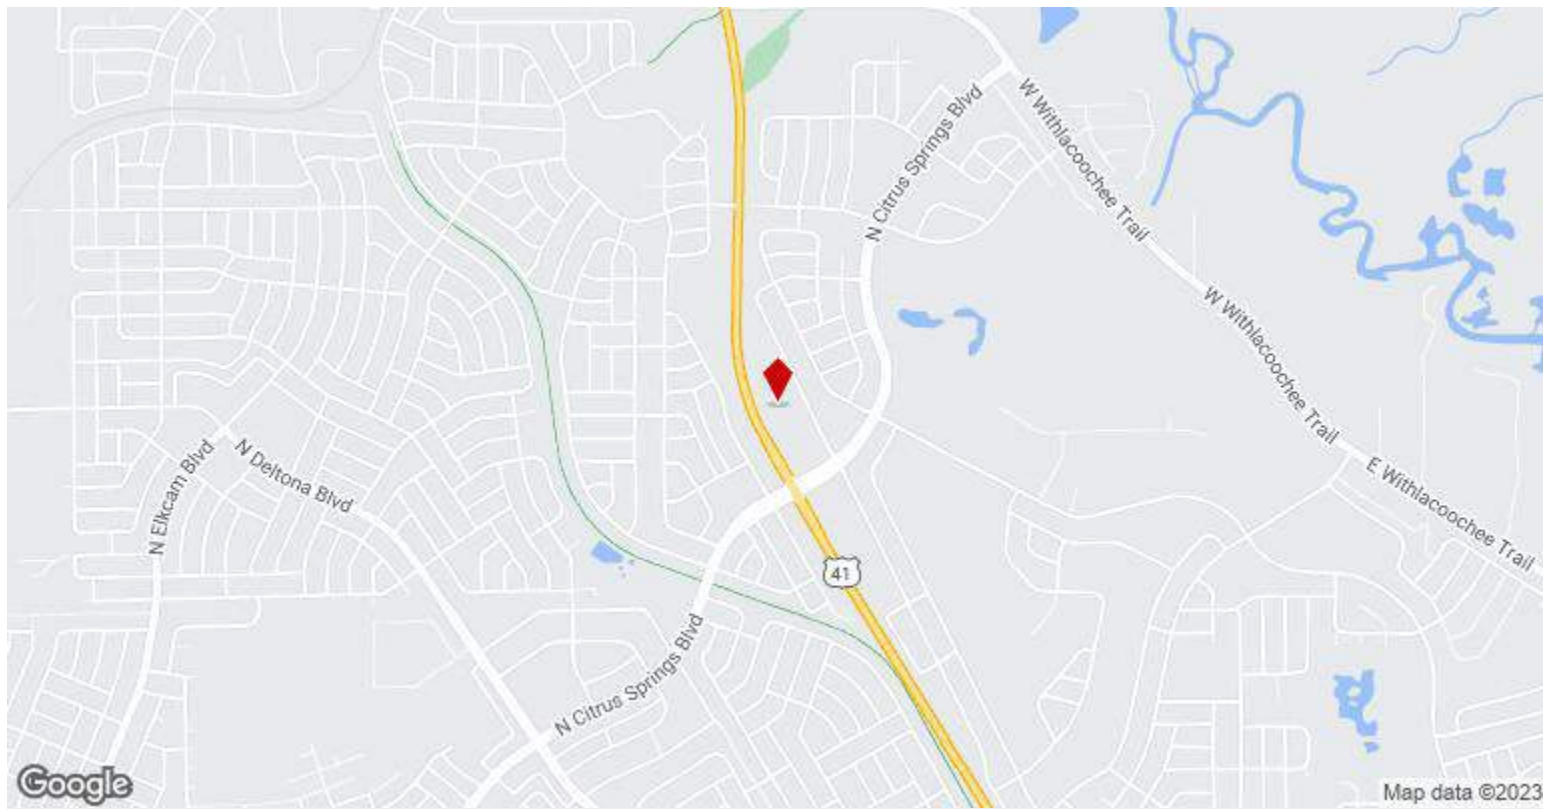 N Citrus Springs Blvd
W Withlacoochee Trail
W Withlacoochee Trail
E Withlacoochee Trail
N Elkcam Blvd
N Deltona Blvd
41
N Citrus Springs Blvd
Google
Map data ©2023